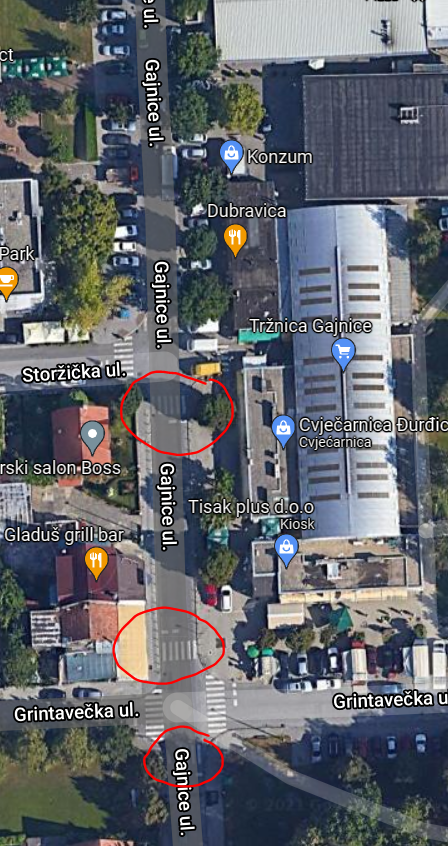 e ul.
ct
Gajnice ul.
Konzum
Dubravica
Park
Gajnice ul.
Tržnica Gajnice
Storžička ul.
Cvječarnica Đurđic
Cvjećarnica
rski salon Boss
Gajnice ul.
Tisak plus d.o.o
Kiosk
Gladuš grill bar
Grintavečka u
Grintavečka ul.
Gajnice ul.